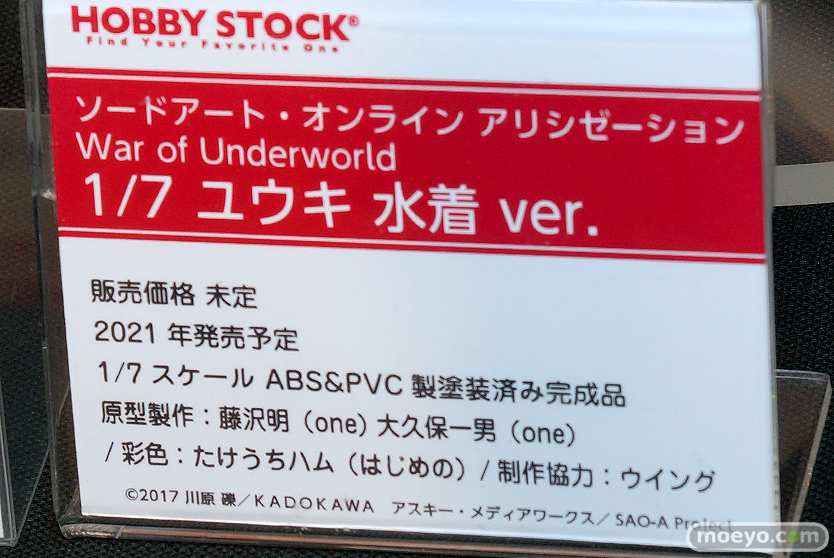 HOBBY STOCK®
Find Your Favorite One
ソードアート・オンライン アリシゼーション
War of Underworld
1/7 ユウキ 水着 ver.
販売価格 未定
2021 年発売予定
1/7 スケール ABS&PVC 製塗装済み完成品
原型製作：藤沢明（one) 大久保一男（one）
/ 彩色：たけうちハム（はじめの）/ 制作協力：ウイング
©2017 川原 礫／KADOKAWA アスキー・メディアワークス／SAO-A Project
moeyo.com